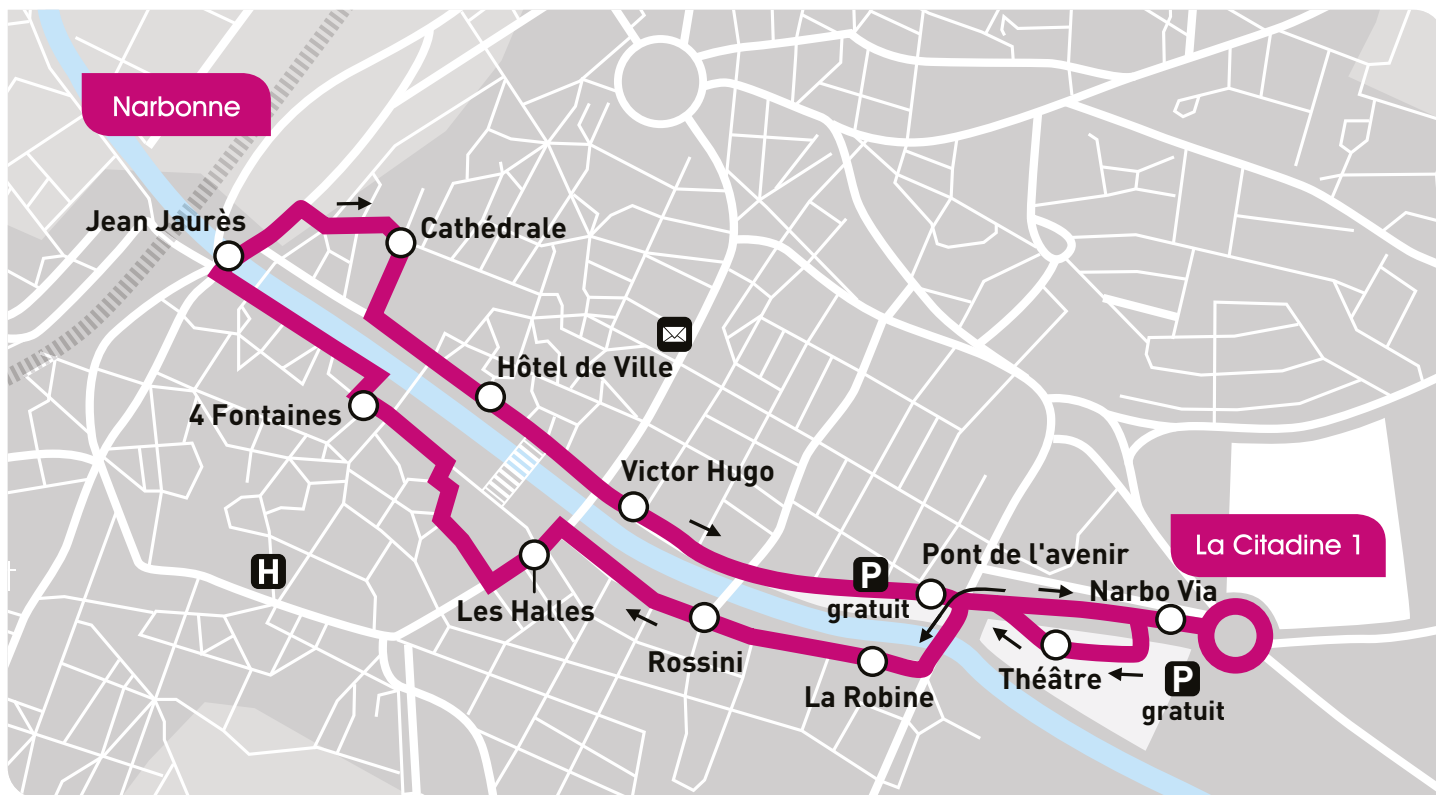 Narbonne
Jean Jaurès
Cathédrale
Hôtel de Ville
4 Fontaines
Victor Hugo
La Citadine 1
Pont de l'avenir
H
P
gratuit
Narbo Via
Les Halles
Rossini
La Robine
Théâtre
P
gratuit